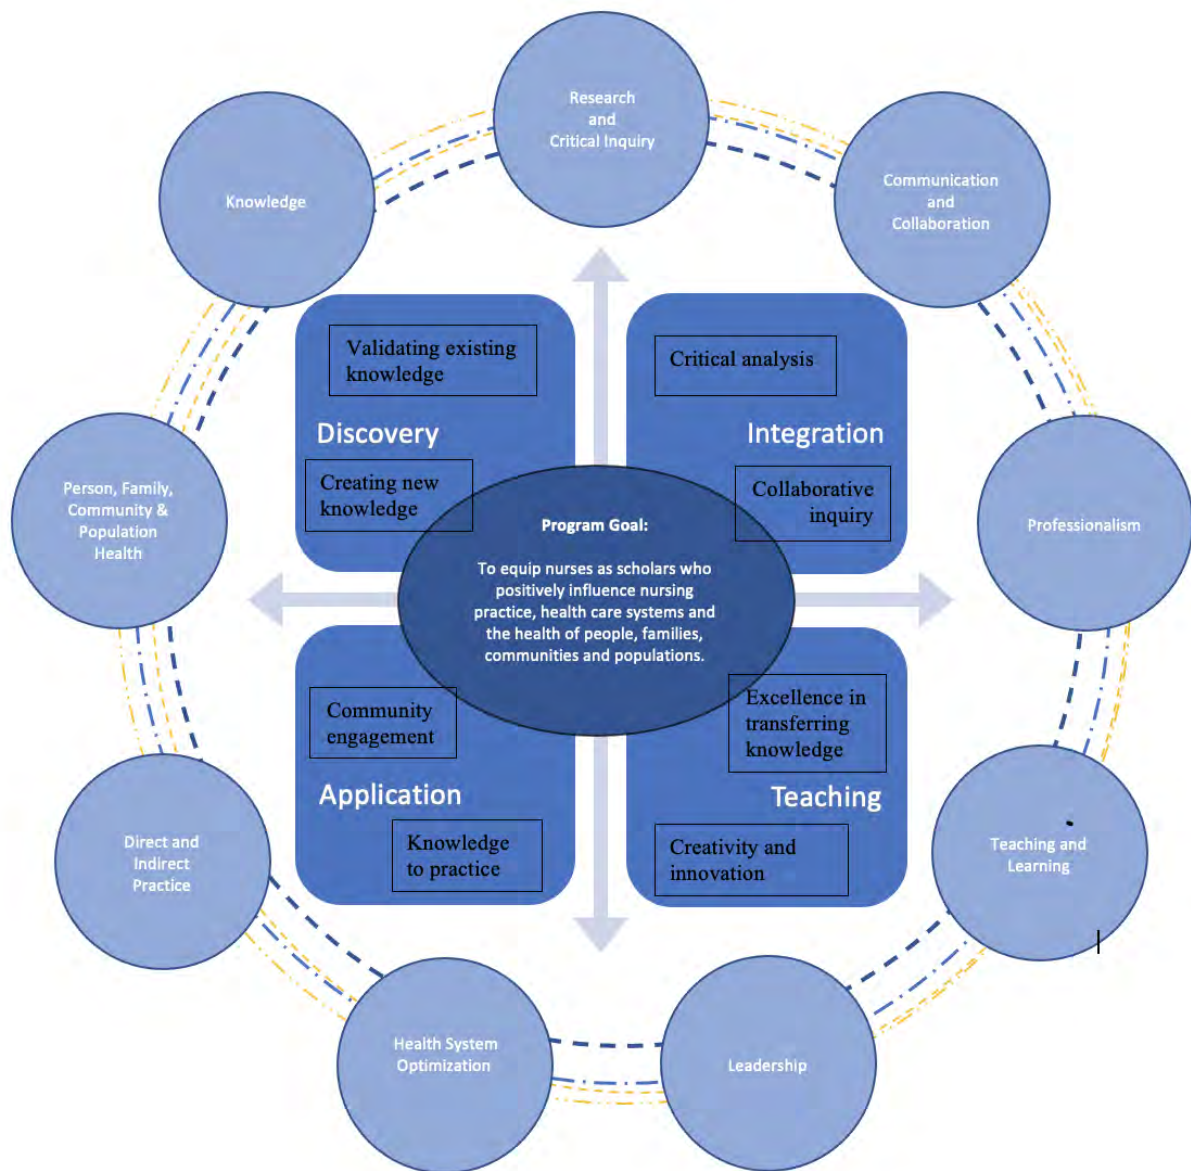 Research
and
Critical Inquiry
Knowledge
Communication
and
Collaboration
Validating existing
knowledge
Discovery
Creating new
knowledge
Critical analysis
Integration
Collaborative
inquiry
Person, Family,
Community &
Population
Health
Professionalism
Program Goal:
To equip nurses as scholars who
positively influence nursing
practice, health care systems and
the health of people, families,
communities and populations.
Community
engagement
Application
Knowledge
to practice
Excellence in
transferring
knowledge
Teaching
Creativity and
innovation
Direct and
Indirect
Practice
Teaching and
Learning
Health System
Optimization
Leadership